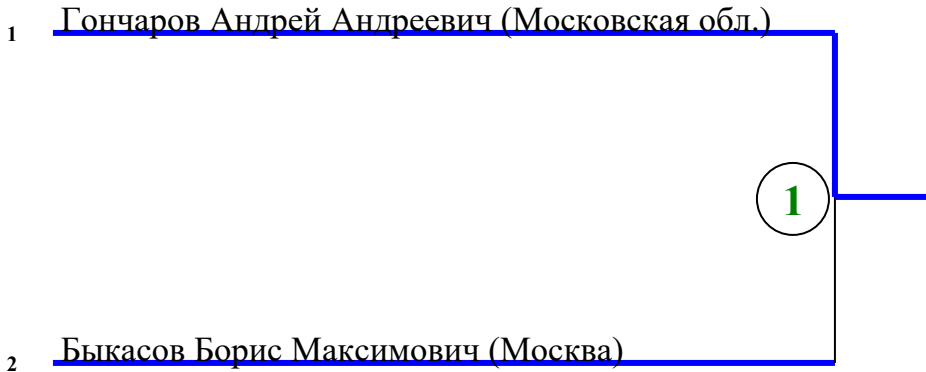 1 Гончаров Андрей Андреевич (Московская обл.)
1
2 Быкасов Борис Максимович (Москва)